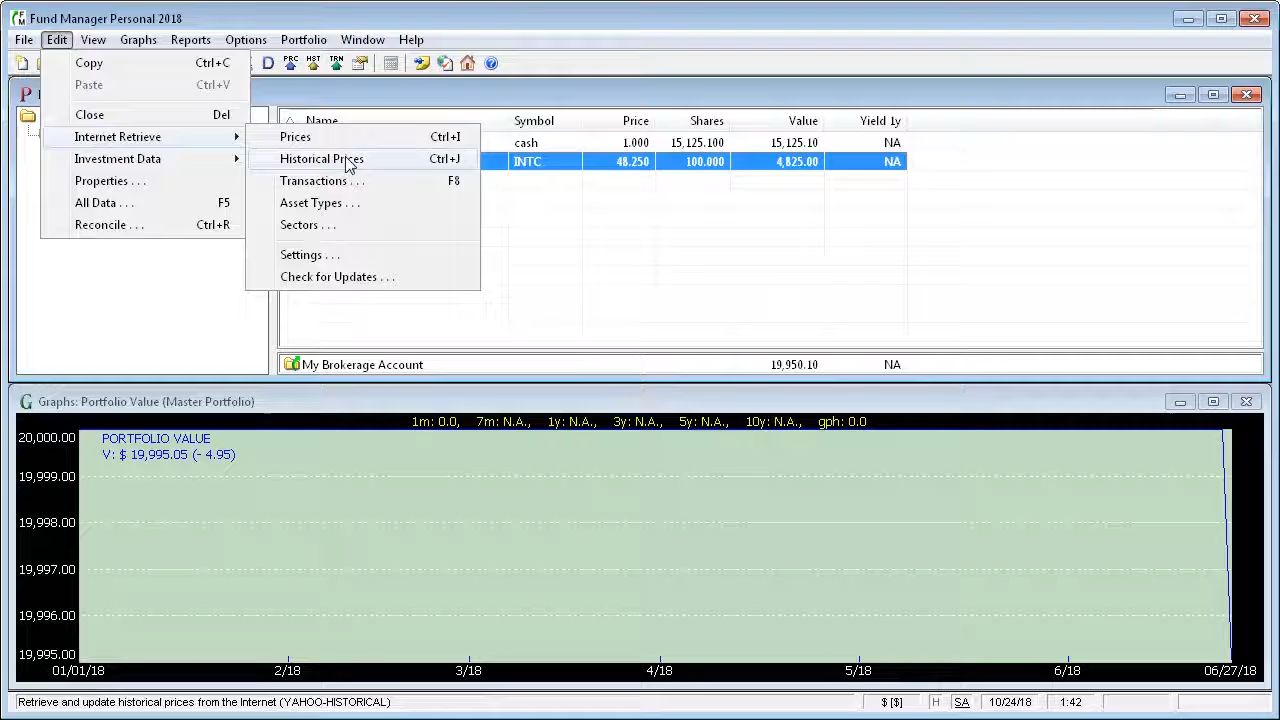 Fund Manager Personal 2018
File Edit View Graphs Reports Options Portfolio Window Help
D PRC HST TRN
Copy Ctrl+C
Paste Ctrl+V
Close Del
Internet Retrieve
Investment Data
Properties . . .
All Data . . . F5
Reconcile . . . Ctrl+R
Prices Ctrl+I
Historical Prices Ctrl+J
Transactions . . . F8
Asset Types . . .
Sectors . . .
Settings . . .
Check for Updates . . .
Name Symbol Price Shares Value Yield 1y
cash 1.000 15,125.100 15,125.10 NA
INTC 48.250 100.000 4,825.00 NA
My Brokerage Account 19,950.10 NA
G Graphs: Portfolio Value (Master Portfolio)
1m: 0.0, 7m: N.A., 1y: N.A., 3y: N.A., 5y: N.A., 10y: N.A., gph: 0.0
PORTFOLIO VALUE
V: $ 19,995.05 (- 4.95)
20,000.00
19,999.00
19,998.00
19,997.00
19,996.00
19,995.00
01/01/18 2/18 3/18 4/18 5/18 6/18 06/27/18
Retrieve and update historical prices from the Internet (YAHOO-HISTORICAL) $ [$] H SA 10/24/18 1:42